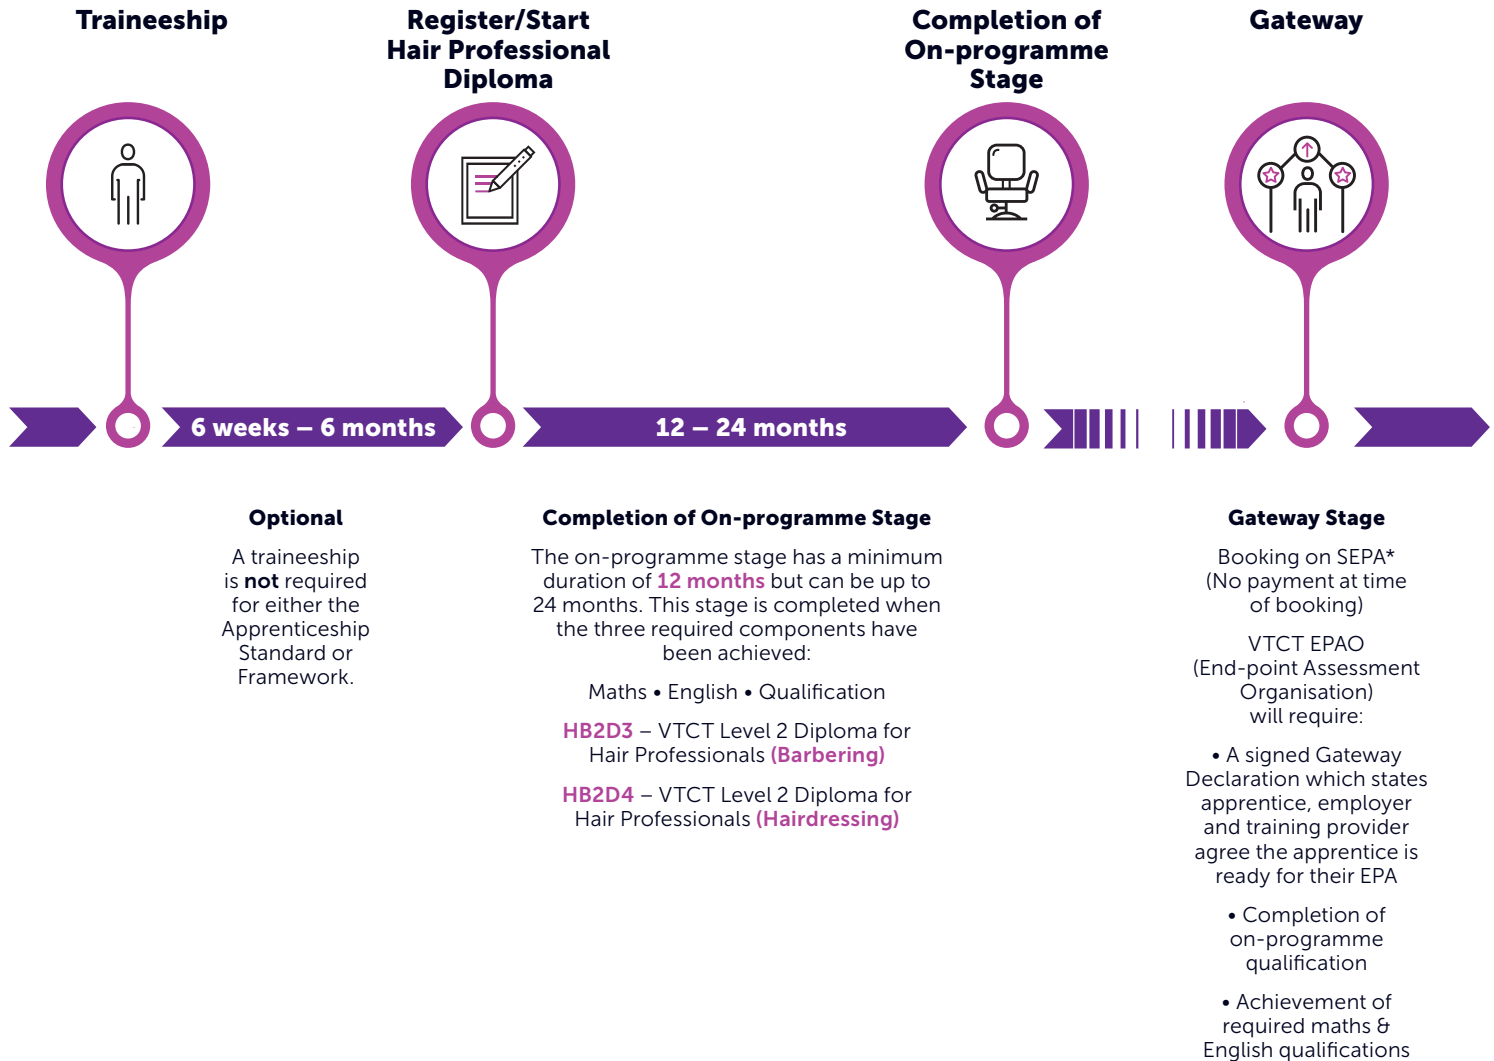 Traineeship
Register/Start
Hair Professional
Diploma
Completion of
On-programme
Stage
Gateway
6 weeks – 6 months
12 – 24 months
Optional
A traineeship
is not required
for either the
Apprenticeship
Standard or
Framework.
Completion of On-programme Stage
The on-programme stage has a minimum
duration of 12 months but can be up to
24 months. This stage is completed when
the three required components have
been achieved:
Maths • English • Qualification
HB2D3 – VTCT Level 2 Diploma for
Hair Professionals (Barbering)
HB2D4 – VTCT Level 2 Diploma for
Hair Professionals (Hairdressing)
Gateway Stage
Booking on SEPA*
(No payment at time
of booking)
VTCT EPAO
(End-point Assessment
Organisation)
will require:
• A signed Gateway
Declaration which states
apprentice, employer
and training provider
agree the apprentice is
ready for their EPA
• Completion of
on-programme
qualification
• Achievement of
required maths &
English qualifications